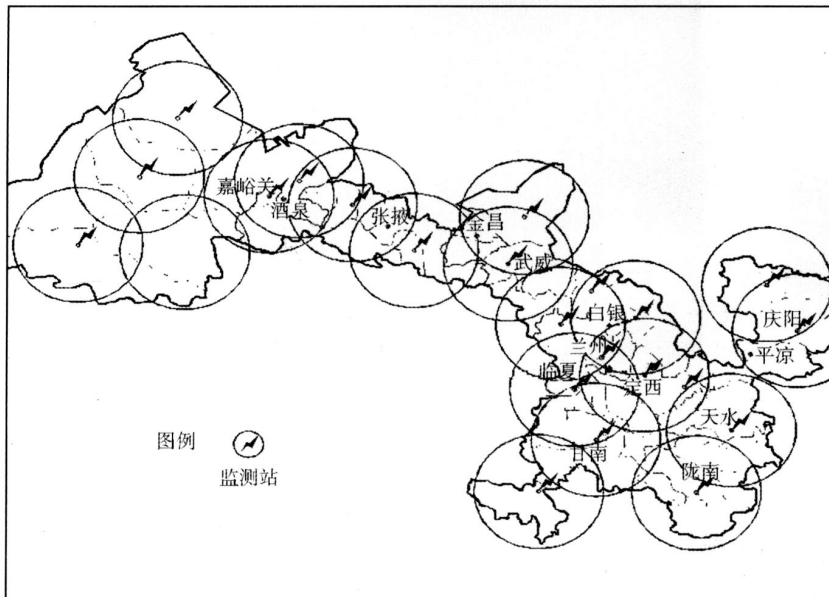 嘉峪关
酒泉
张掖
金昌
武威
白银
兰州
临夏
定西
庆阳
平凉
天水
甘南
陇南
图例
监测站